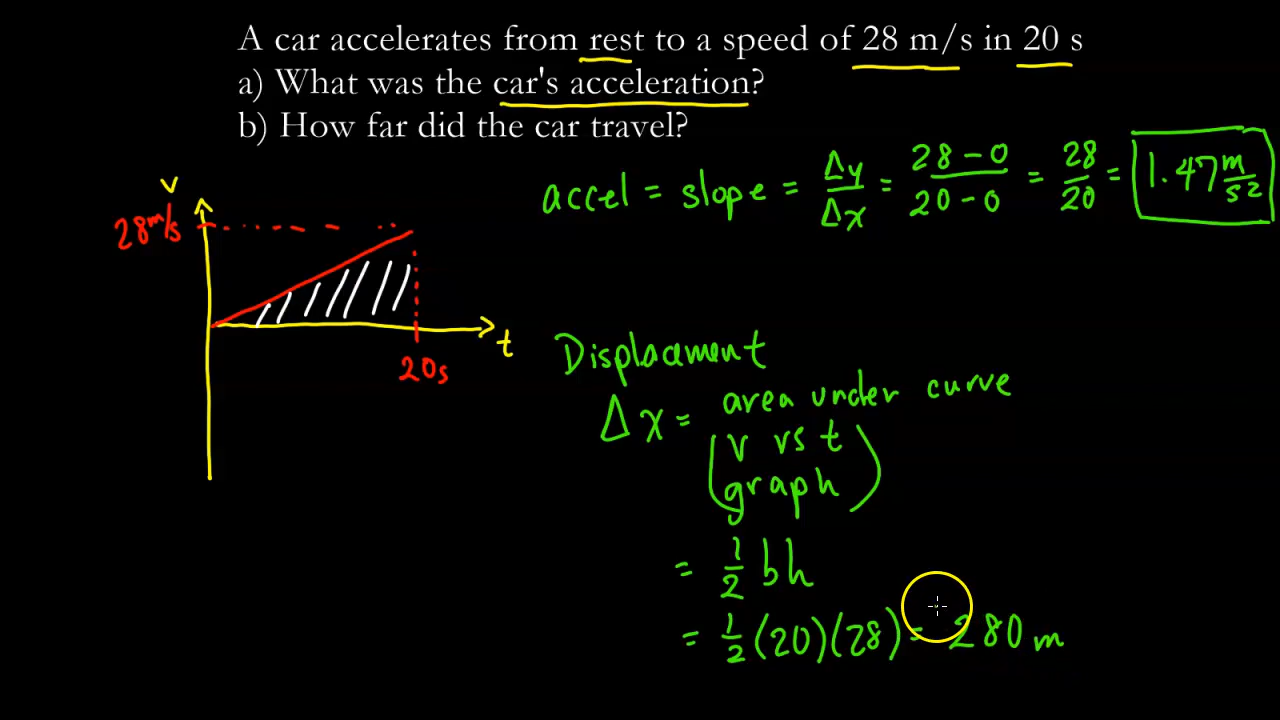 A car accelerates from rest to a speed of 28 m/s in 20 s
a) What was the car's acceleration?
b) How far did the car travel?
accel = slope = Δy/Δx = 28-0/20-0 = 28/20 = 1.47 m/s2
v
28 m/s
t
20s
Displacement
Δx = area under curve
(v vs t
graph)
= 1/2 bh
= 1/2 (20)(28) = 280 m